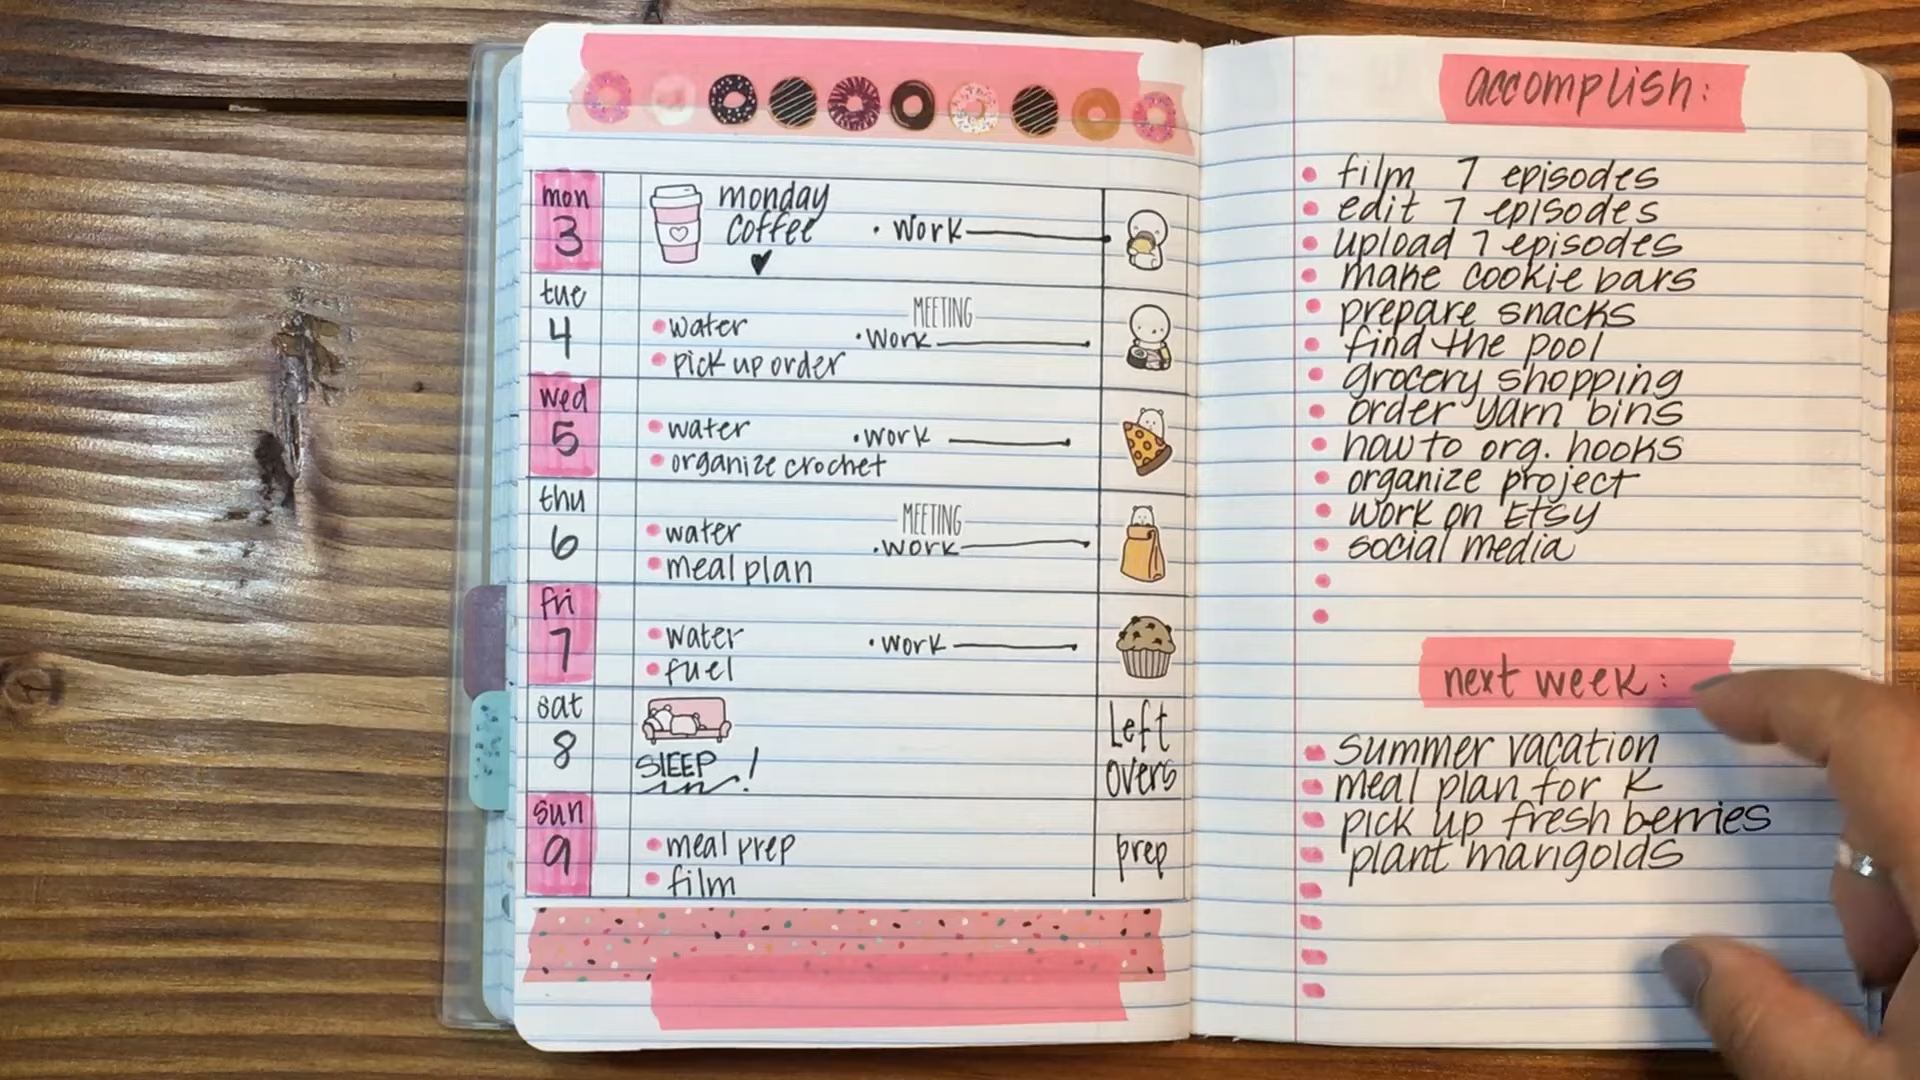 mon
3
monday
coffee
• work
tue
4
MEETING
• water
• work
• pick up order
wed
5
• water
• work
• organize crochet
thu
6
MEETING
• water
• work
• meal plan
fri
7
• water
• work
• fuel
sat
8
SLEEP
in!
Left
overs
sun
9
• meal prep
• film
prep
accomplish:
• film 7 episodes
• edit 7 episodes
• upload 7 episodes
• make cookie bars
• prepare snacks
• find the pool
• grocery shopping
• order yarn bins
• how to org. hooks
• organize project
• work on Etsy
• social media
next week:
summer vacation
meal plan for K
pick up fresh berries
plant marigolds